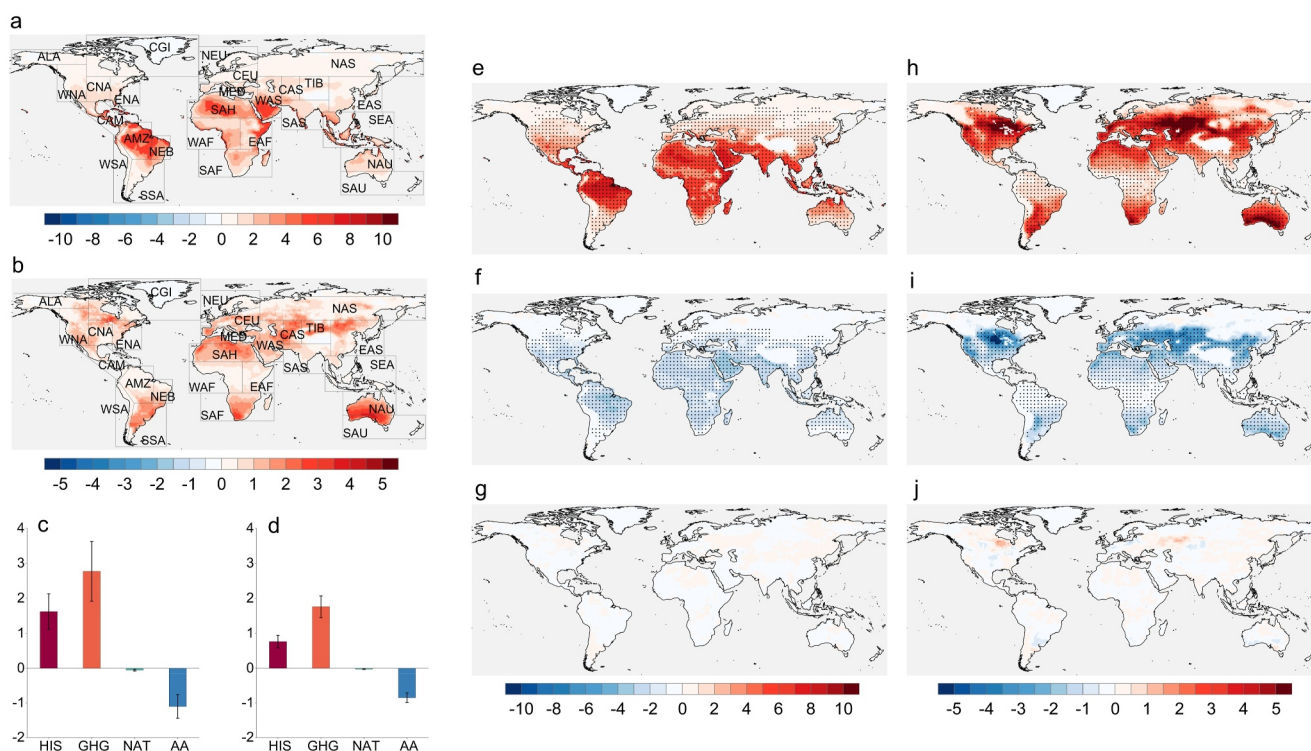 a
CGI
ALA
NEU
NAS
CEU
CNA
CAS
TIB
WNA
ENA
MED
WAS
SAH
EAS
CAM
SAS
SEA
AMZ*
WAF
EAF
NEB
WSA
SAF
NAU
SSA
SAU
-10 -8 -6 -4 -2 0 2 4 6 8 10
b
CGI
ALA
NEU
NAS
CEU
CNA
CAS
TIB
WNA
ENA
MED
WAS
SAH
EAS
CAM
SAS
SEA
AMZ*
WAF
EAF
NEB
WSA
SAF
NAU
SSA
SAU
-5 -4 -3 -2 -1 0 1 2 3 4 5
c
4
3
2
1
0
-1
-2
HIS GHG NAT AA
d
4
3
2
1
0
-1
-2
HIS GHG NAT AA
e
f
g
-10 -8 -6 -4 -2 0 2 4 6 8 10
h
i
j
-5 -4 -3 -2 -1 0 1 2 3 4 5